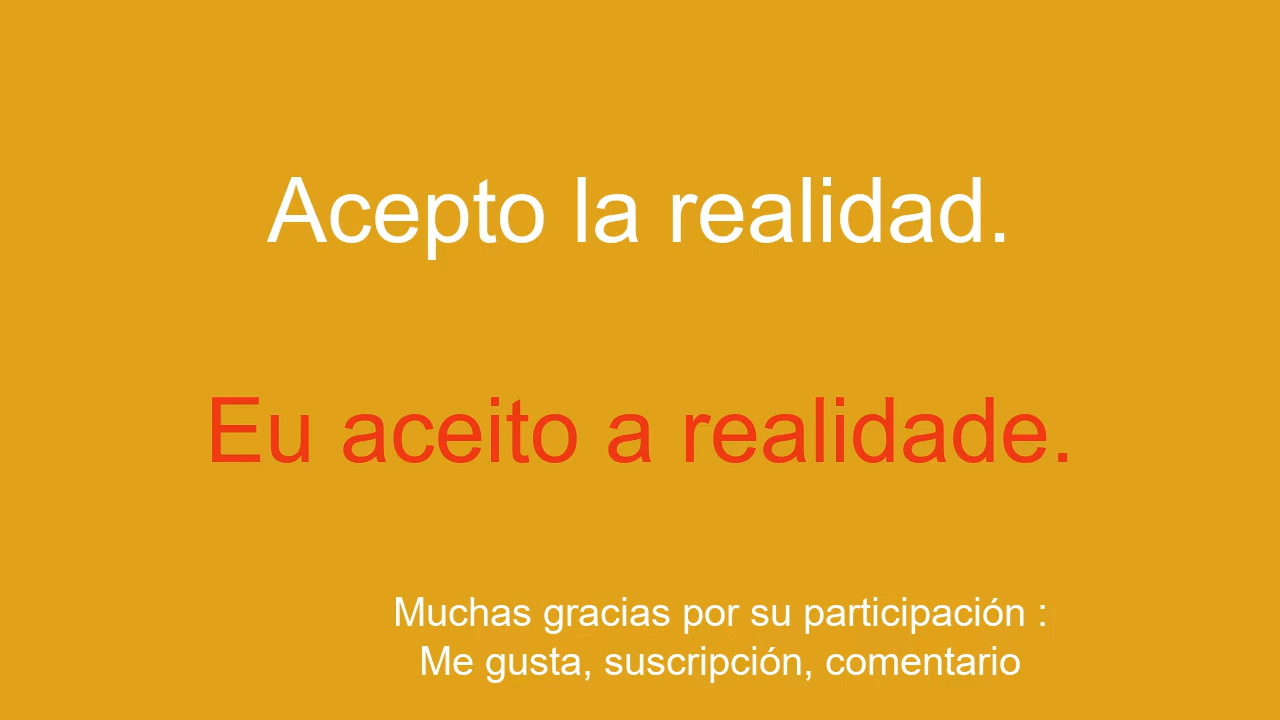 Acepto la realidad.
Eu aceito a realidade.
Muchas gracias por su participación :
Me gusta, suscripción, comentario